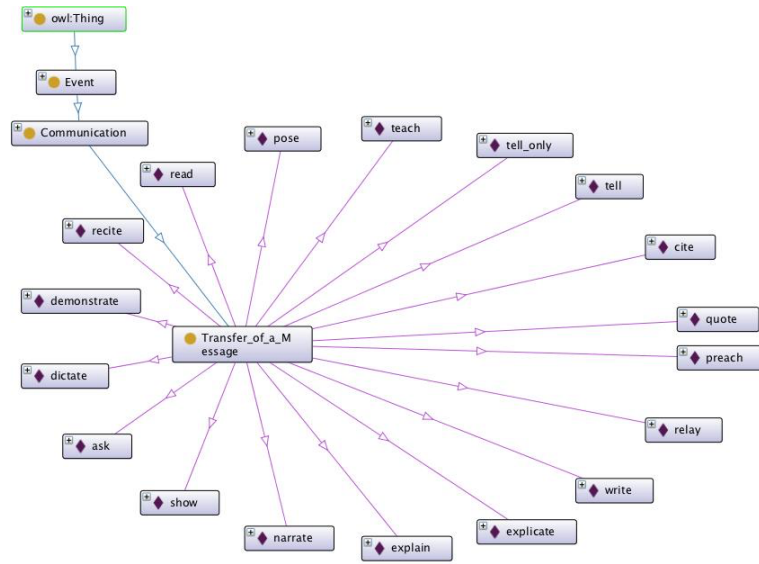 owl:Thing
Event
Communication
pose
teach
tell_only
read
tell
recite
cite
demonstrate
quote
Transfer_of_a_M
essage
preach
dictate
relay
ask
write
show
explicate
narrate
explain